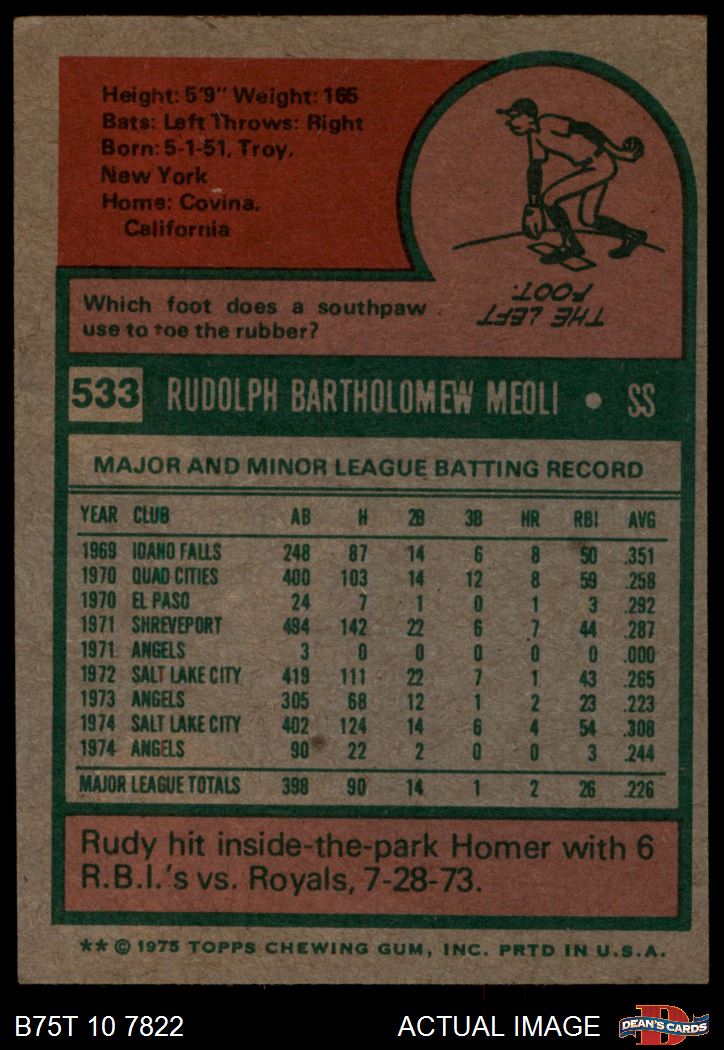 Height: 5'9" Weight: 165
Bats: Left Throws: Right
Born: 5-1-51, Troy,
New York
Home: Covina,
California
Which foot does a southpaw
use to toe the rubber?
THE LEFT
FOOT.
533 RUDOLPH BARTHOLOMEW MEOLI • SS
MAJOR AND MINOR LEAGUE BATTING RECORD
YEAR CLUB AB H 2B 3B HR RBI AVG
1969 IDAHO FALLS 248 87 14 6 8 50 .351
1970 QUAD CITIES 400 103 14 12 8 59 .258
1970 EL PASO 24 7 1 0 1 3 .292
1971 SHREVEPORT 494 142 22 6 7 44 .287
1971 ANGELS 3 0 0 0 0 0 .000
1972 SALT LAKE CITY 419 111 22 7 1 43 .265
1973 ANGELS 305 68 12 1 2 23 .223
1974 SALT LAKE CITY 402 124 14 6 4 54 .308
1974 ANGELS 90 22 2 0 0 3 .244
MAJOR LEAGUE TOTALS 398 90 14 1 2 26 .226
Rudy hit inside-the-park Homer with 6
R.B.I.'s vs. Royals, 7-28-73.
** © 1975 TOPPS CHEWING GUM, INC. PRTD IN U.S.A.
B75T 10 7822 ACTUAL IMAGE D DEAN'S CARDS